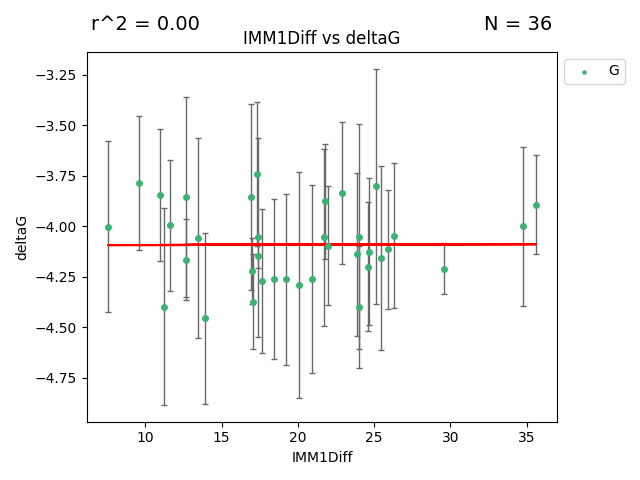 r^2 = 0.00
N = 36
IMM1Diff vs deltaG
G
−3.25
−3.50
−3.75
−4.00
−4.25
−4.50
−4.75
deltaG
10 15 20 25 30 35
IMM1Diff